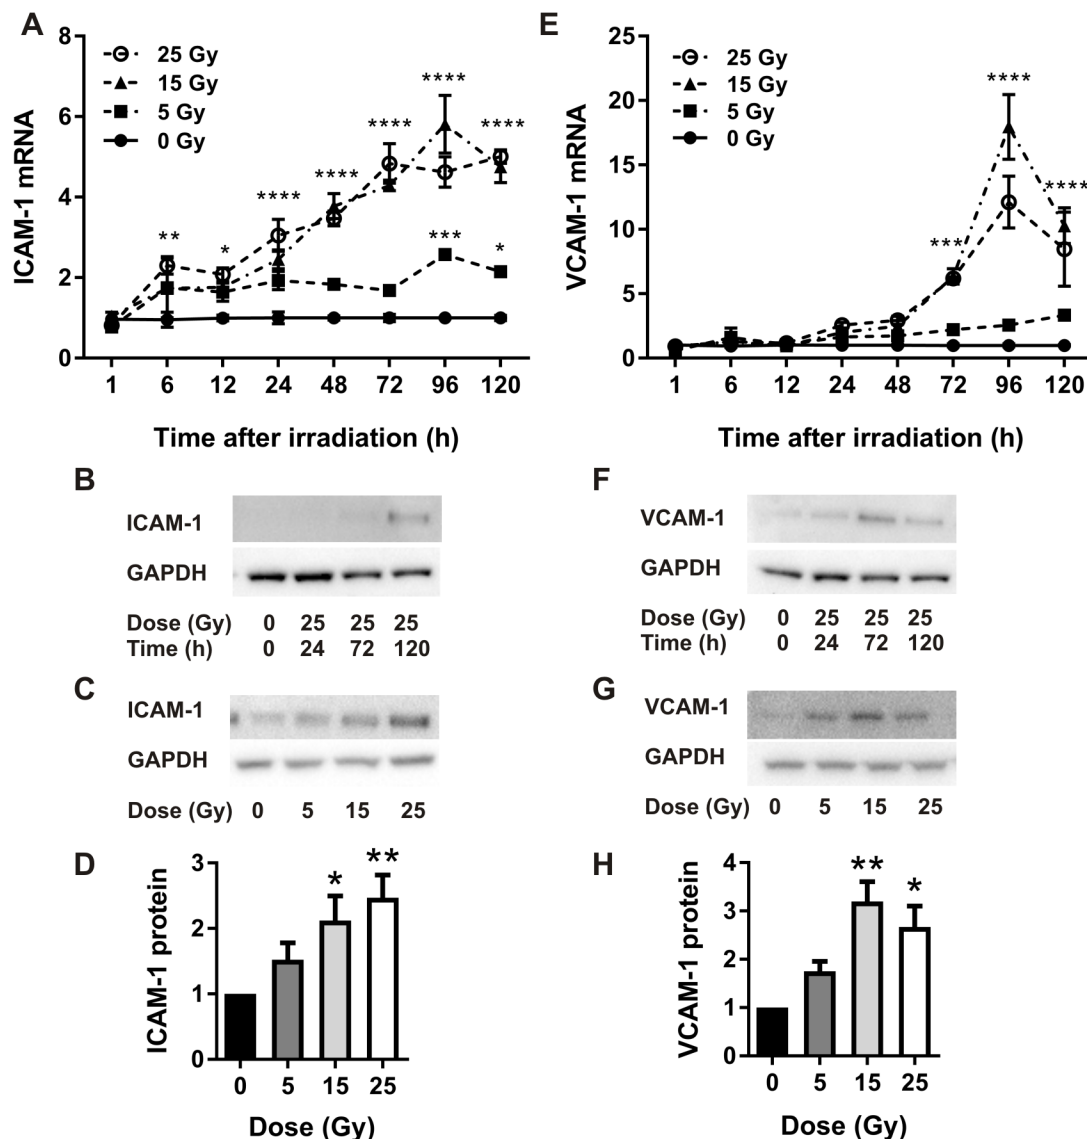 A
8
6
4
2
0
ICAM-1 mRNA
25 Gy
15 Gy
5 Gy
0 Gy
**
*
****
****
****
****
****
***
*
1 6 12 24 48 72 96 120
Time after irradiation (h)
E
25
20
15
10
5
0
VCAM-1 mRNA
25 Gy
15 Gy
5 Gy
0 Gy
***
****
****
1 6 12 24 48 72 96 120
Time after irradiation (h)
B
ICAM-1
GAPDH
Dose (Gy) 0 25 25 25
Time (h) 0 24 72 120
F
VCAM-1
GAPDH
Dose (Gy) 0 25 25 25
Time (h) 0 24 72 120
C
ICAM-1
GAPDH
Dose (Gy) 0 5 15 25
G
VCAM-1
GAPDH
Dose (Gy) 0 5 15 25
D
3
2
1
0
ICAM-1 protein
*
**
0 5 15 25
Dose (Gy)
H
4
3
2
1
0
VCAM-1 protein
**
*
0 5 15 25
Dose (Gy)